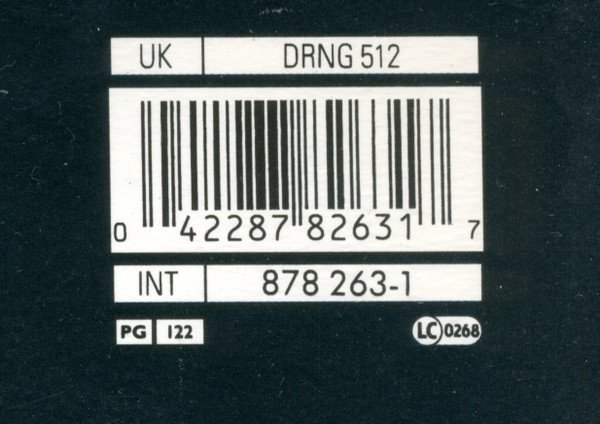 UK DRNG 512
0 42287 82631 7
INT 878 263-1
PG 122 LC 0268